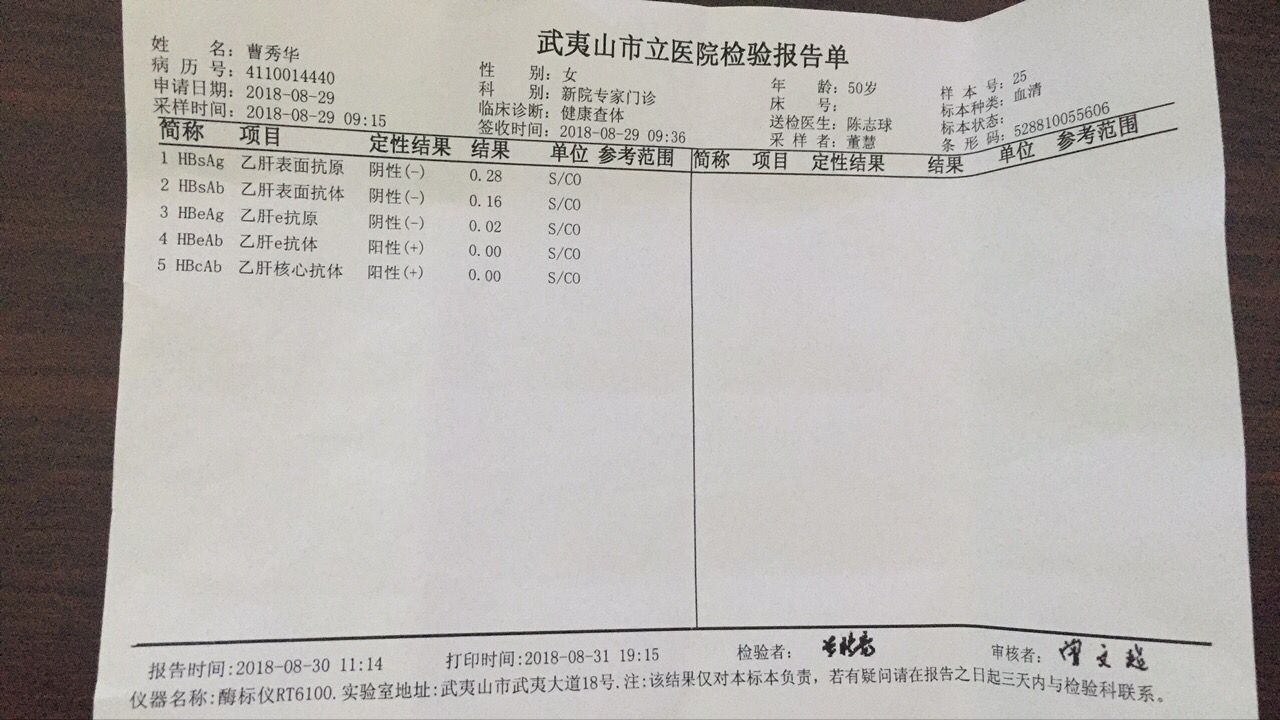 武夷山市立医院检验报告单
姓 名: 曹秀华 性 别: 女 年 龄: 50岁 样 本 号: 25
病 历 号: 4110014440 科 别: 新院专家门诊 床 号: 标本种类: 血清
申请日期: 2018-08-29 临床诊断: 健康查体 送检医生: 陈志球 标本状态:
采样时间: 2018-08-29 09:15 签收时间: 2018-08-29 09:36 采 样 者: 董慧 条 形 码: 528810055606
简称 项目 定性结果 结果 单位 参考范围 简称 项目 定性结果 结果 单位 参考范围
1 HBsAg 乙肝表面抗原 阴性(-) 0.28 S/CO
2 HBsAb 乙肝表面抗体 阴性(-) 0.16 S/CO
3 HBeAg 乙肝e抗原 阴性(-) 0.02 S/CO
4 HBeAb 乙肝e抗体 阳性(+) 0.00 S/CO
5 HBcAb 乙肝核心抗体 阳性(+) 0.00 S/CO
报告时间:2018-08-30 11:14 打印时间:2018-08-31 19:15 检验者: 审核者:
仪器名称:酶标仪RT6100.实验室地址:武夷山市武夷大道18号.注:该结果仅对本标本负责，若有疑问请在报告之日起三天内与检验科联系。